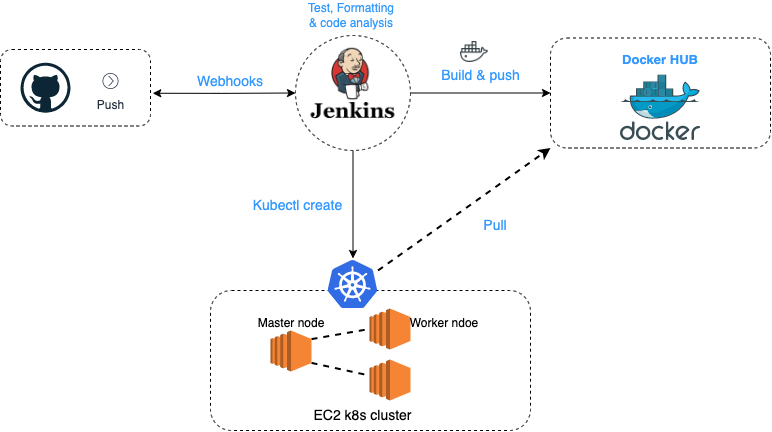 Test, Formatting
& code analysis
Docker HUB
Webhooks
Build & push
Push
Jenkins
docker
Kubectl create
Pull
Master node
Worker ndoe
EC2 k8s cluster